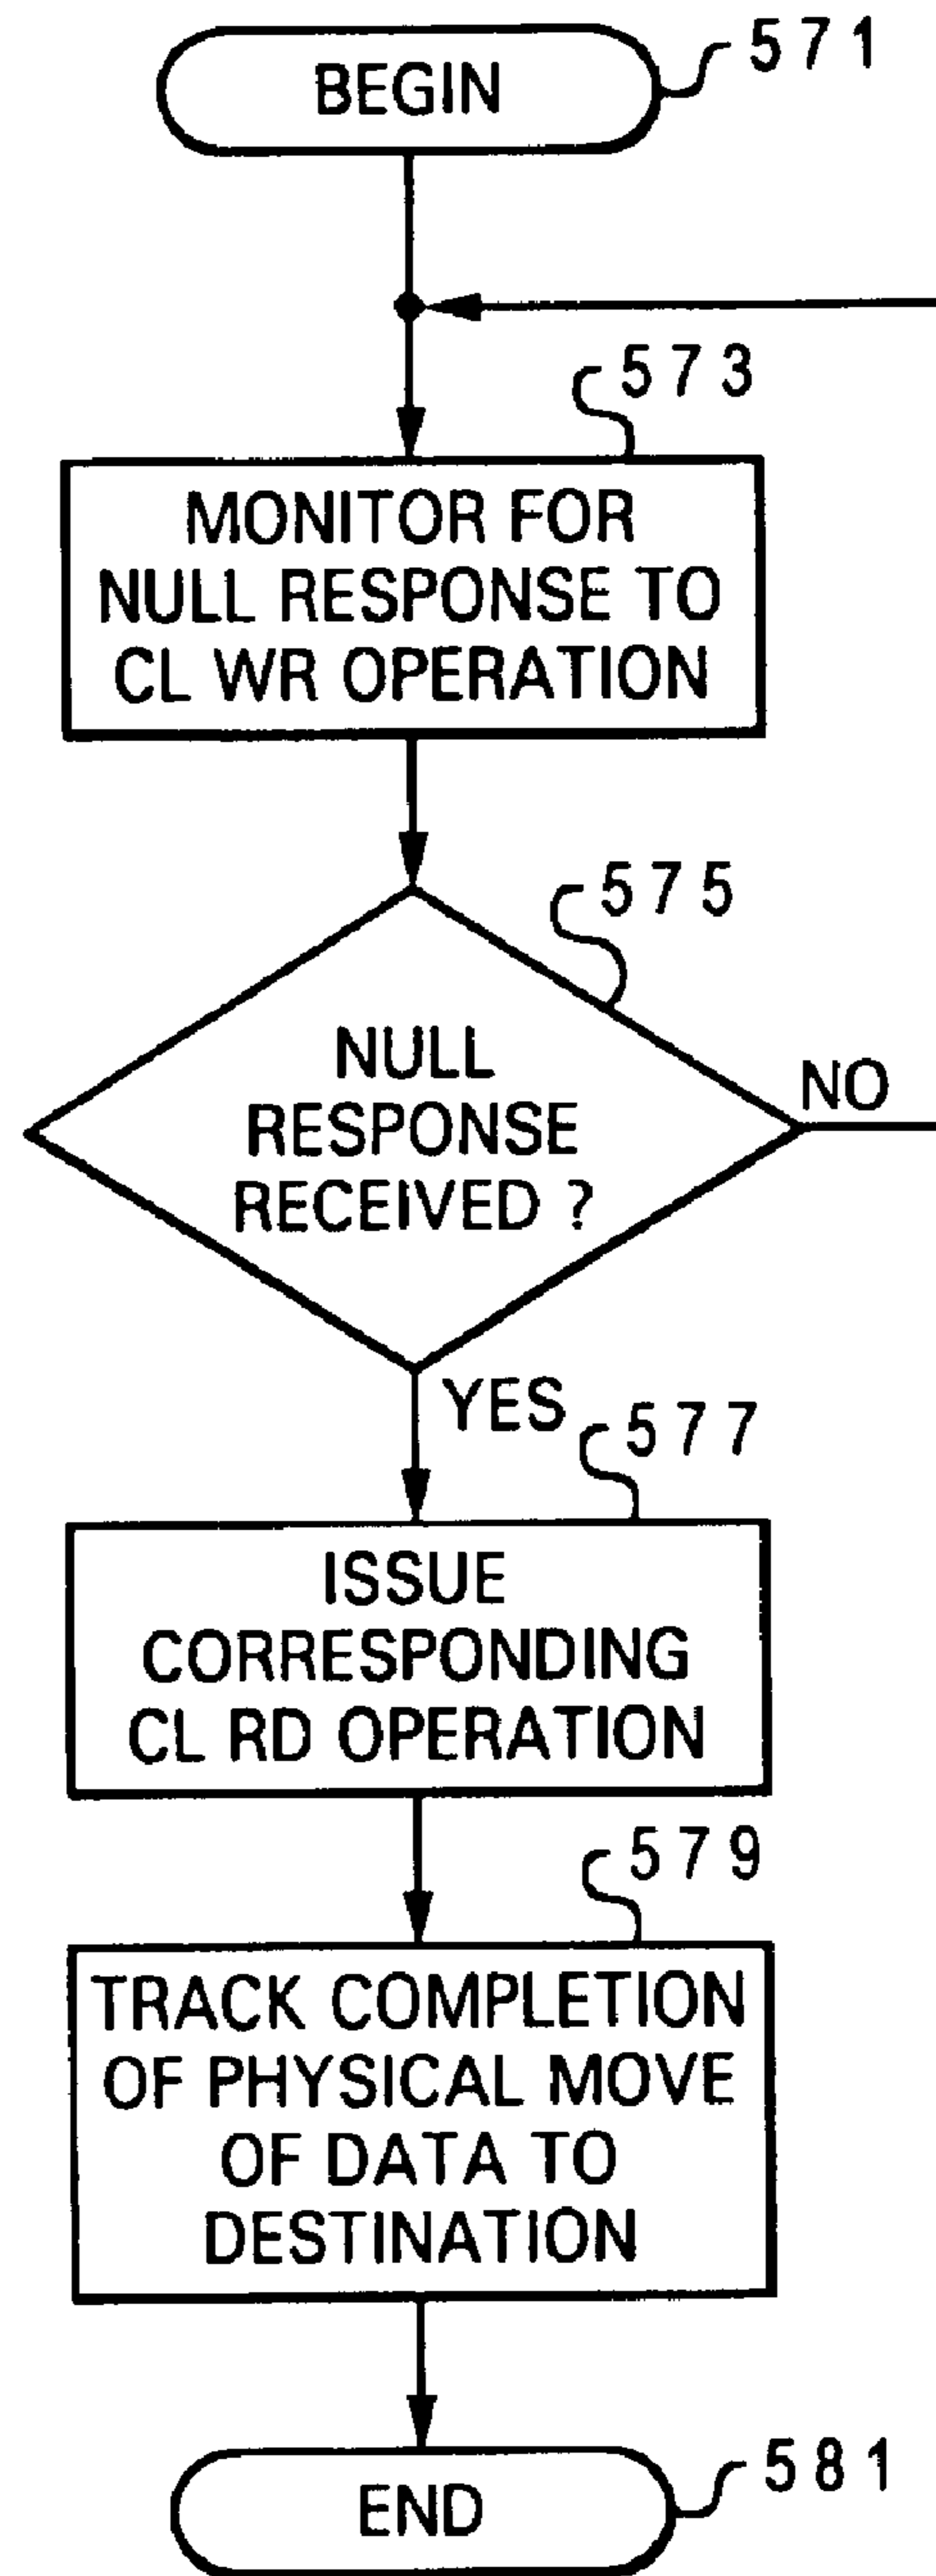 BEGIN
571
573
MONITOR FOR
NULL RESPONSE TO
CL WR OPERATION
575
NULL
RESPONSE
RECEIVED ?
NO
YES
577
ISSUE
CORRESPONDING
CL RD OPERATION
579
TRACK COMPLETION
OF PHYSICAL MOVE
OF DATA TO
DESTINATION
END
581